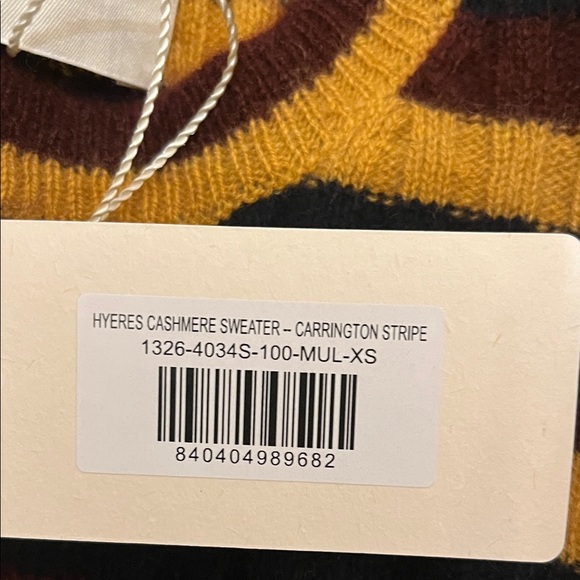 HYERES CASHMERE SWEATER – CARRINGTON STRIPE
1326-4034S-100-MUL-XS
840404989682